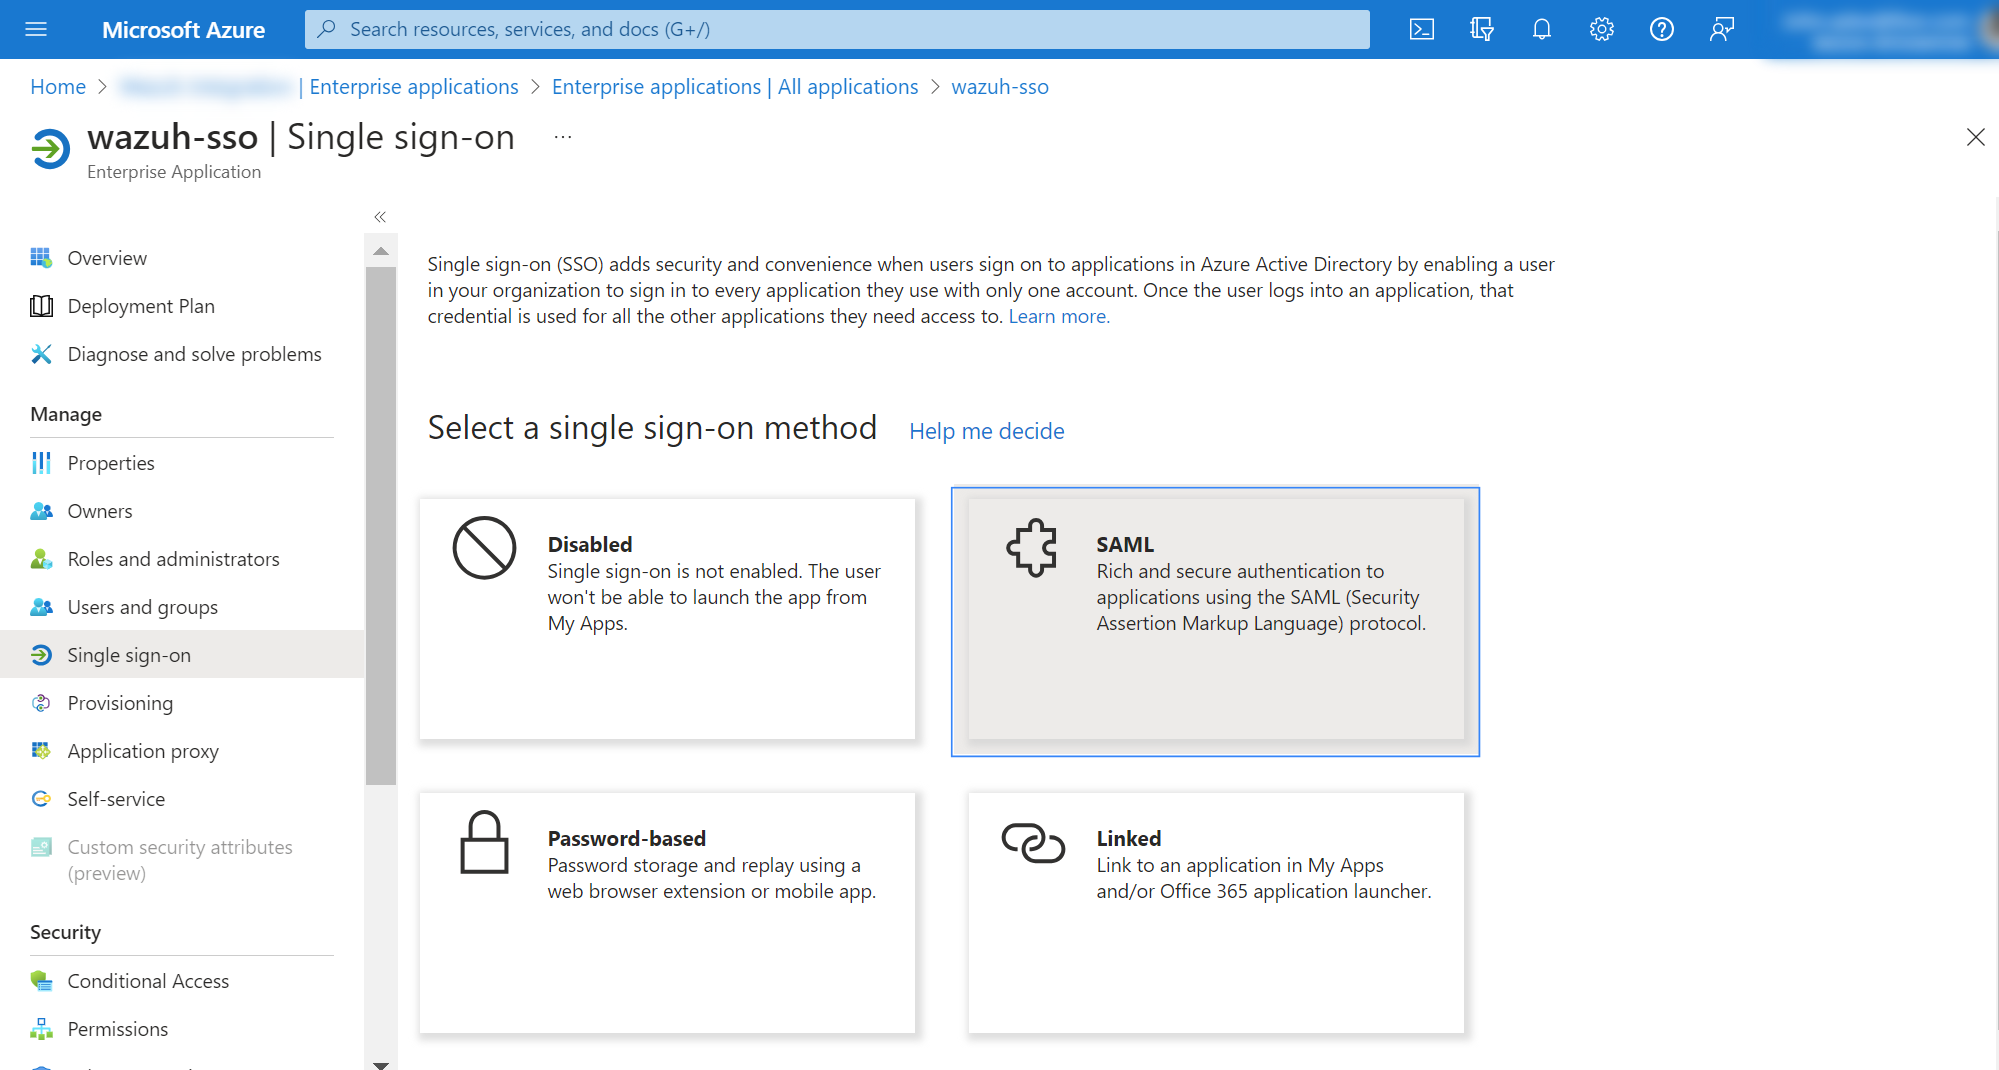 Microsoft Azure
Search resources, services, and docs (G+/)
Home > | Enterprise applications > Enterprise applications | All applications > wazuh-sso
wazuh-sso | Single sign-on ...
Enterprise Application
«
Overview
Deployment Plan
Diagnose and solve problems
Manage
Properties
Owners
Roles and administrators
Users and groups
Single sign-on
Provisioning
Application proxy
Self-service
Custom security attributes
(preview)
Security
Conditional Access
Permissions
Single sign-on (SSO) adds security and convenience when users sign on to applications in Azure Active Directory by enabling a user
in your organization to sign in to every application they use with only one account. Once the user logs into an application, that
credential is used for all the other applications they need access to. Learn more.
Select a single sign-on method Help me decide
Disabled
Single sign-on is not enabled. The user
won't be able to launch the app from
My Apps.
SAML
Rich and secure authentication to
applications using the SAML (Security
Assertion Markup Language) protocol.
Password-based
Password storage and replay using a
web browser extension or mobile app.
Linked
Link to an application in My Apps
and/or Office 365 application launcher.